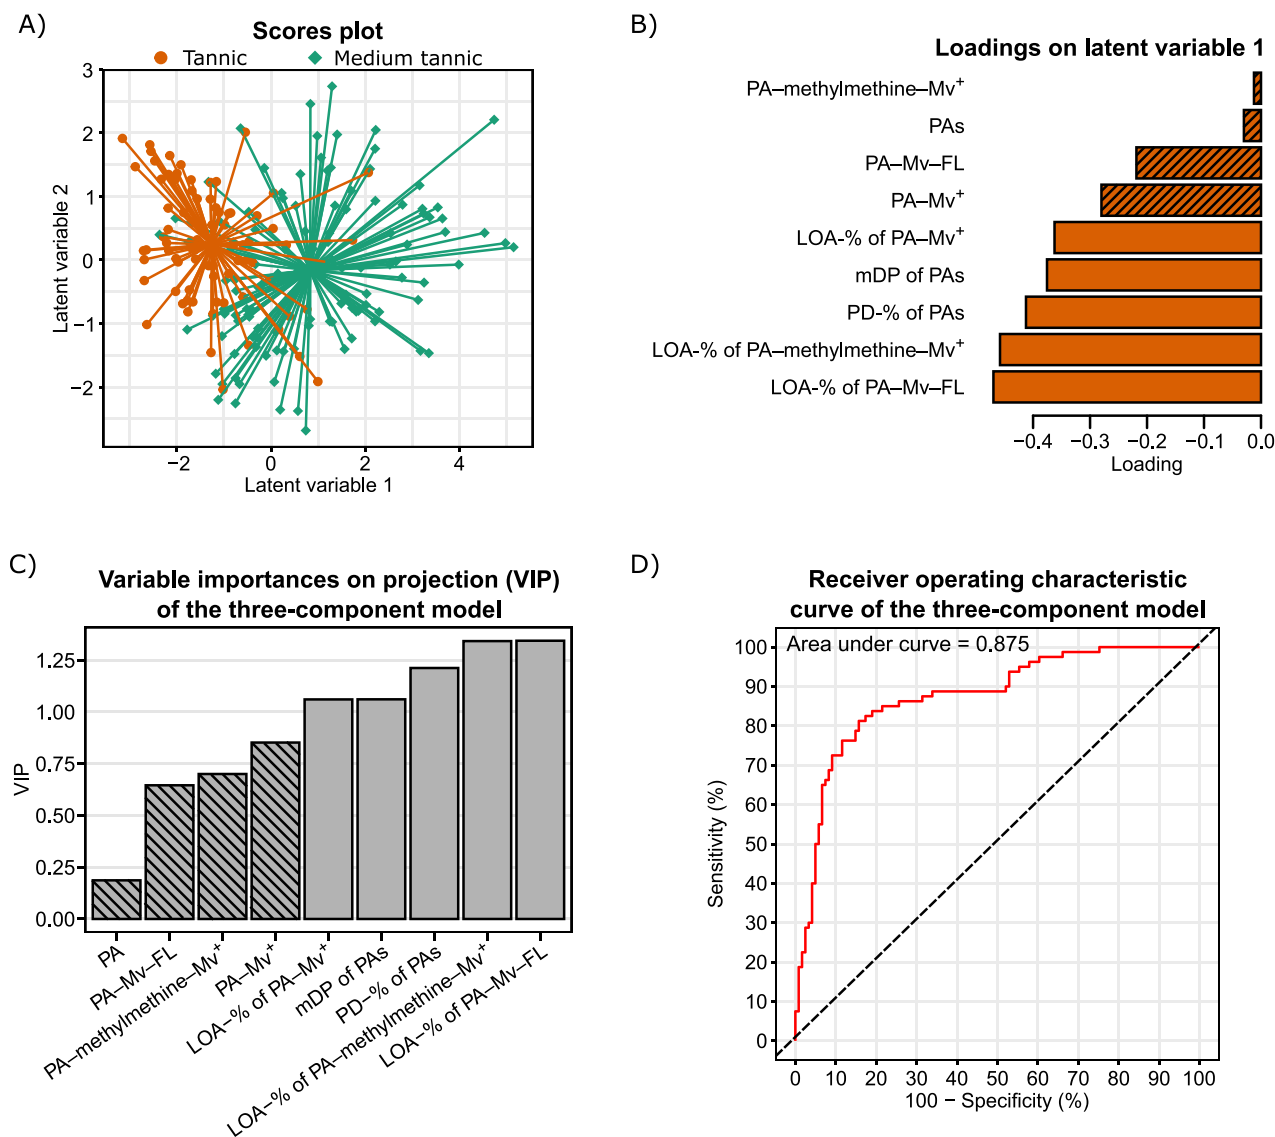 A)
Scores plot
Tannic
Medium tannic
3
2
1
0
−1
−2
Latent variable 2
−2
0
2
4
Latent variable 1
B)
Loadings on latent variable 1
PA–methylmethine–Mv⁺
PAs
PA–Mv–FL
PA–Mv⁺
LOA-% of PA–Mv⁺
mDP of PAs
PD-% of PAs
LOA-% of PA–methylmethine–Mv⁺
LOA-% of PA–Mv–FL
−0.4
−0.3
−0.2
−0.1
0.0
Loading
C)
Variable importances on projection (VIP)
of the three-component model
1.25
1.00
0.75
0.50
0.25
0.00
VIP
PA
PA–Mv–FL
PA–methylmethine–Mv⁺
PA–Mv⁺
LOA–% of PA–Mv⁺
mDP of PAs
PD–% of PAs
LOA–% of PA–methylmethine–Mv⁺
LOA–% of PA–Mv–FL
D)
Receiver operating characteristic
curve of the three-component model
Area under curve = 0.875
100
90
80
70
60
50
40
30
20
10
0
Sensitivity (%)
0
10
20
30
40
50
60
70
80
90
100
100 − Specificity (%)